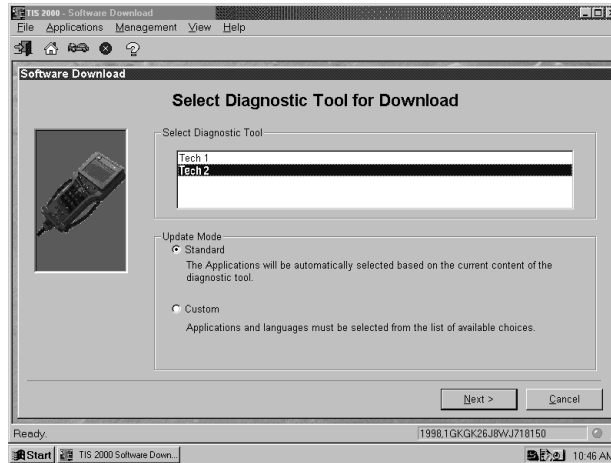 TIS 2000 - Software Download
File Applications Management View Help
Software Download
Select Diagnostic Tool for Download
Select Diagnostic Tool
Tech 1
Tech 2
Update Mode
Standard
The Applications will be automatically selected based on the current content of the
diagnostic tool.
Custom
Applications and languages must be selected from the list of available choices.
Next > Cancel
Ready. 1998,1GKGK26J8WJ718150
Start TIS 2000 Software Down... 10:46 AM